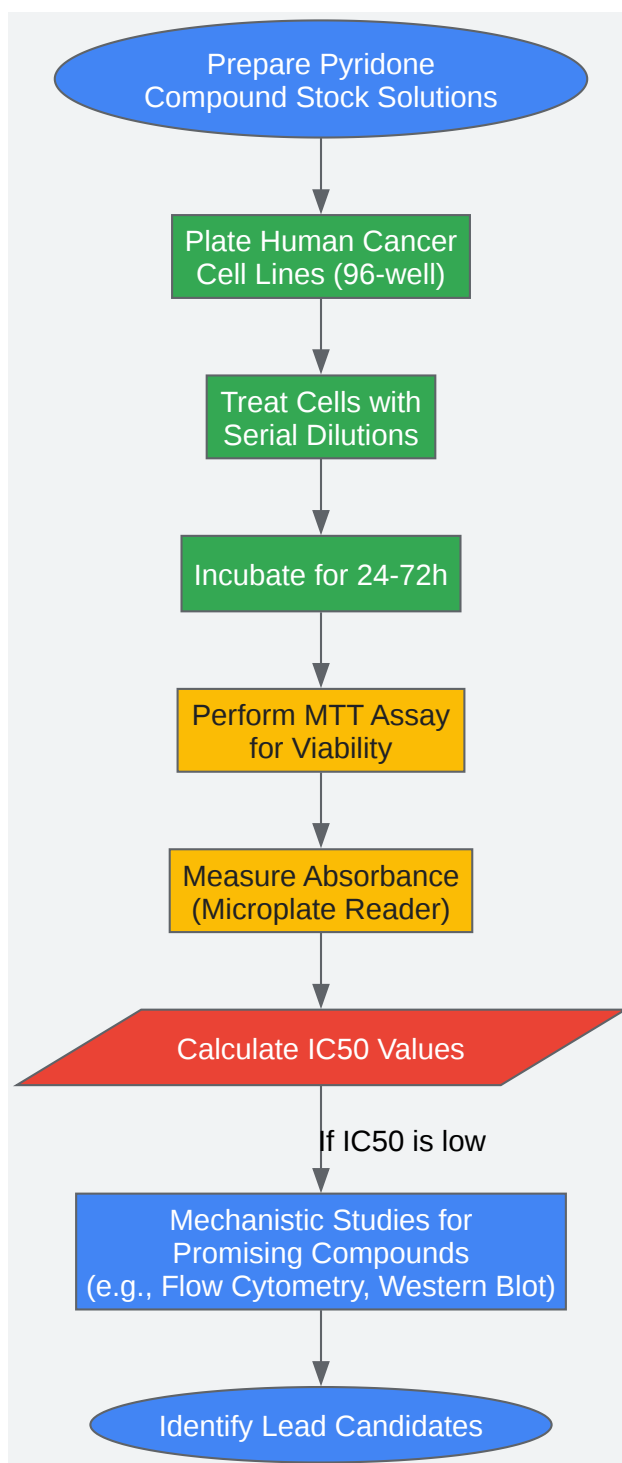 Prepare Pyridone
Compound Stock Solutions
Plate Human Cancer
Cell Lines (96-well)
Treat Cells with
Serial Dilutions
Incubate for 24-72h
Perform MTT Assay
for Viability
Measure Absorbance
(Microplate Reader)
Calculate IC50 Values
If IC50 is low
Mechanistic Studies for
Promising Compounds
(e.g., Flow Cytometry, Western Blot)
Identify Lead Candidates